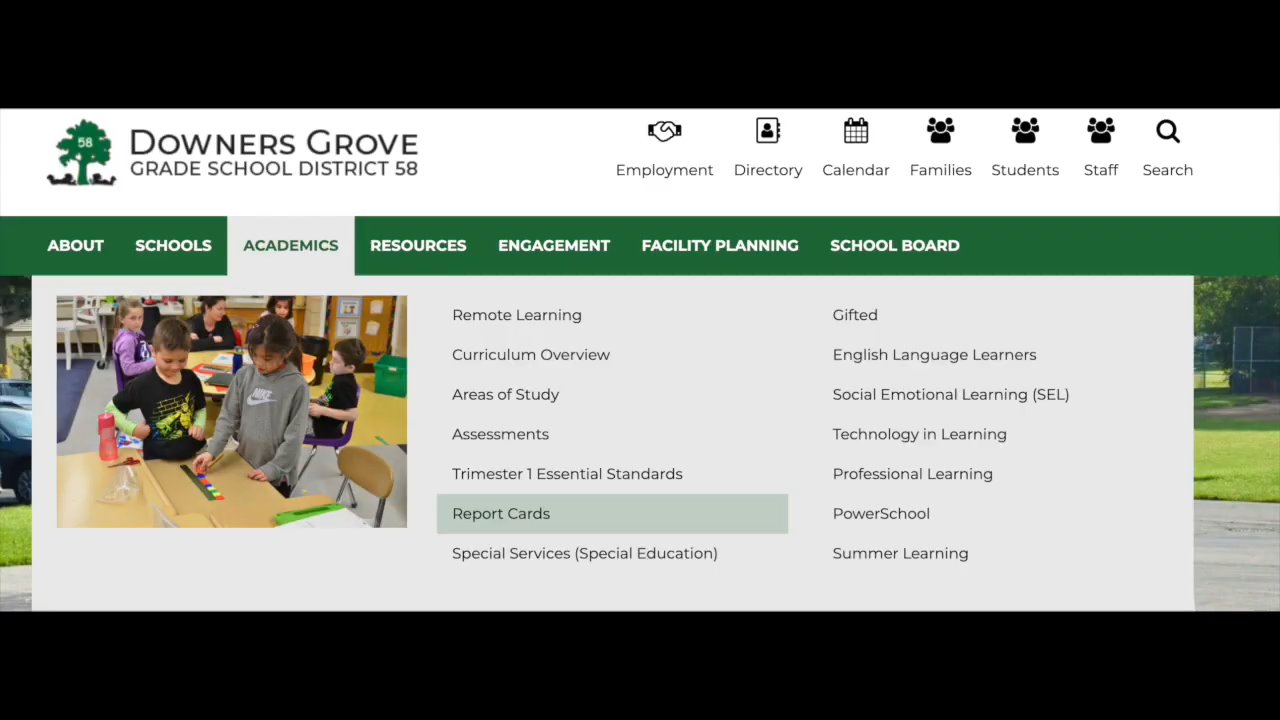 58
DOWNERS GROVE
GRADE SCHOOL DISTRICT 58
Employment
Directory
Calendar
Families
Students
Staff
Search
ABOUT
SCHOOLS
ACADEMICS
RESOURCES
ENGAGEMENT
FACILITY PLANNING
SCHOOL BOARD
Remote Learning
Curriculum Overview
Areas of Study
Assessments
Trimester 1 Essential Standards
Report Cards
Special Services (Special Education)
Gifted
English Language Learners
Social Emotional Learning (SEL)
Technology in Learning
Professional Learning
PowerSchool
Summer Learning
NIKE